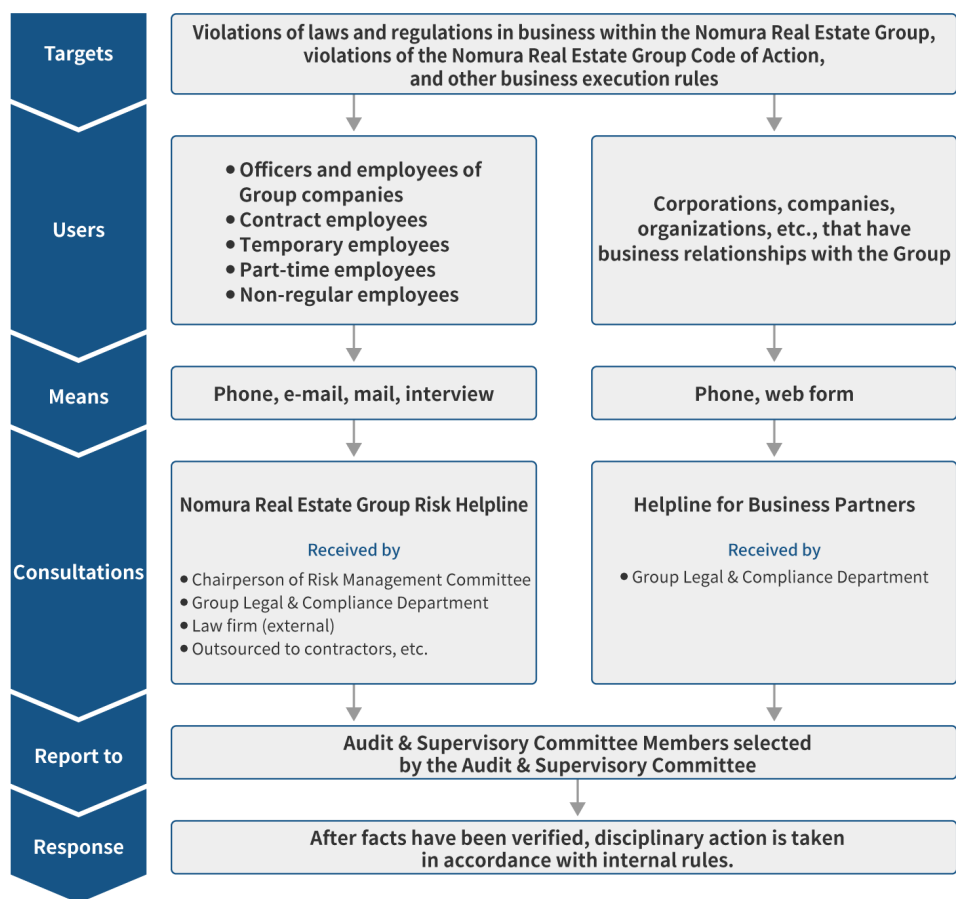 Targets
Violations of laws and regulations in business within the Nomura Real Estate Group,
violations of the Nomura Real Estate Group Code of Action,
and other business execution rules
Users
• Officers and employees of
Group companies
• Contract employees
• Temporary employees
• Part-time employees
• Non-regular employees
Corporations, companies,
organizations, etc., that have
business relationships with the Group
Means
Phone, e-mail, mail, interview
Phone, web form
Consultations
Nomura Real Estate Group Risk Helpline
Received by
• Chairperson of Risk Management Committee
• Group Legal & Compliance Department
• Law firm (external)
• Outsourced to contractors, etc.
Helpline for Business Partners
Received by
• Group Legal & Compliance Department
Report to
Audit & Supervisory Committee Members selected
by the Audit & Supervisory Committee
Response
After facts have been verified, disciplinary action is taken
in accordance with internal rules.